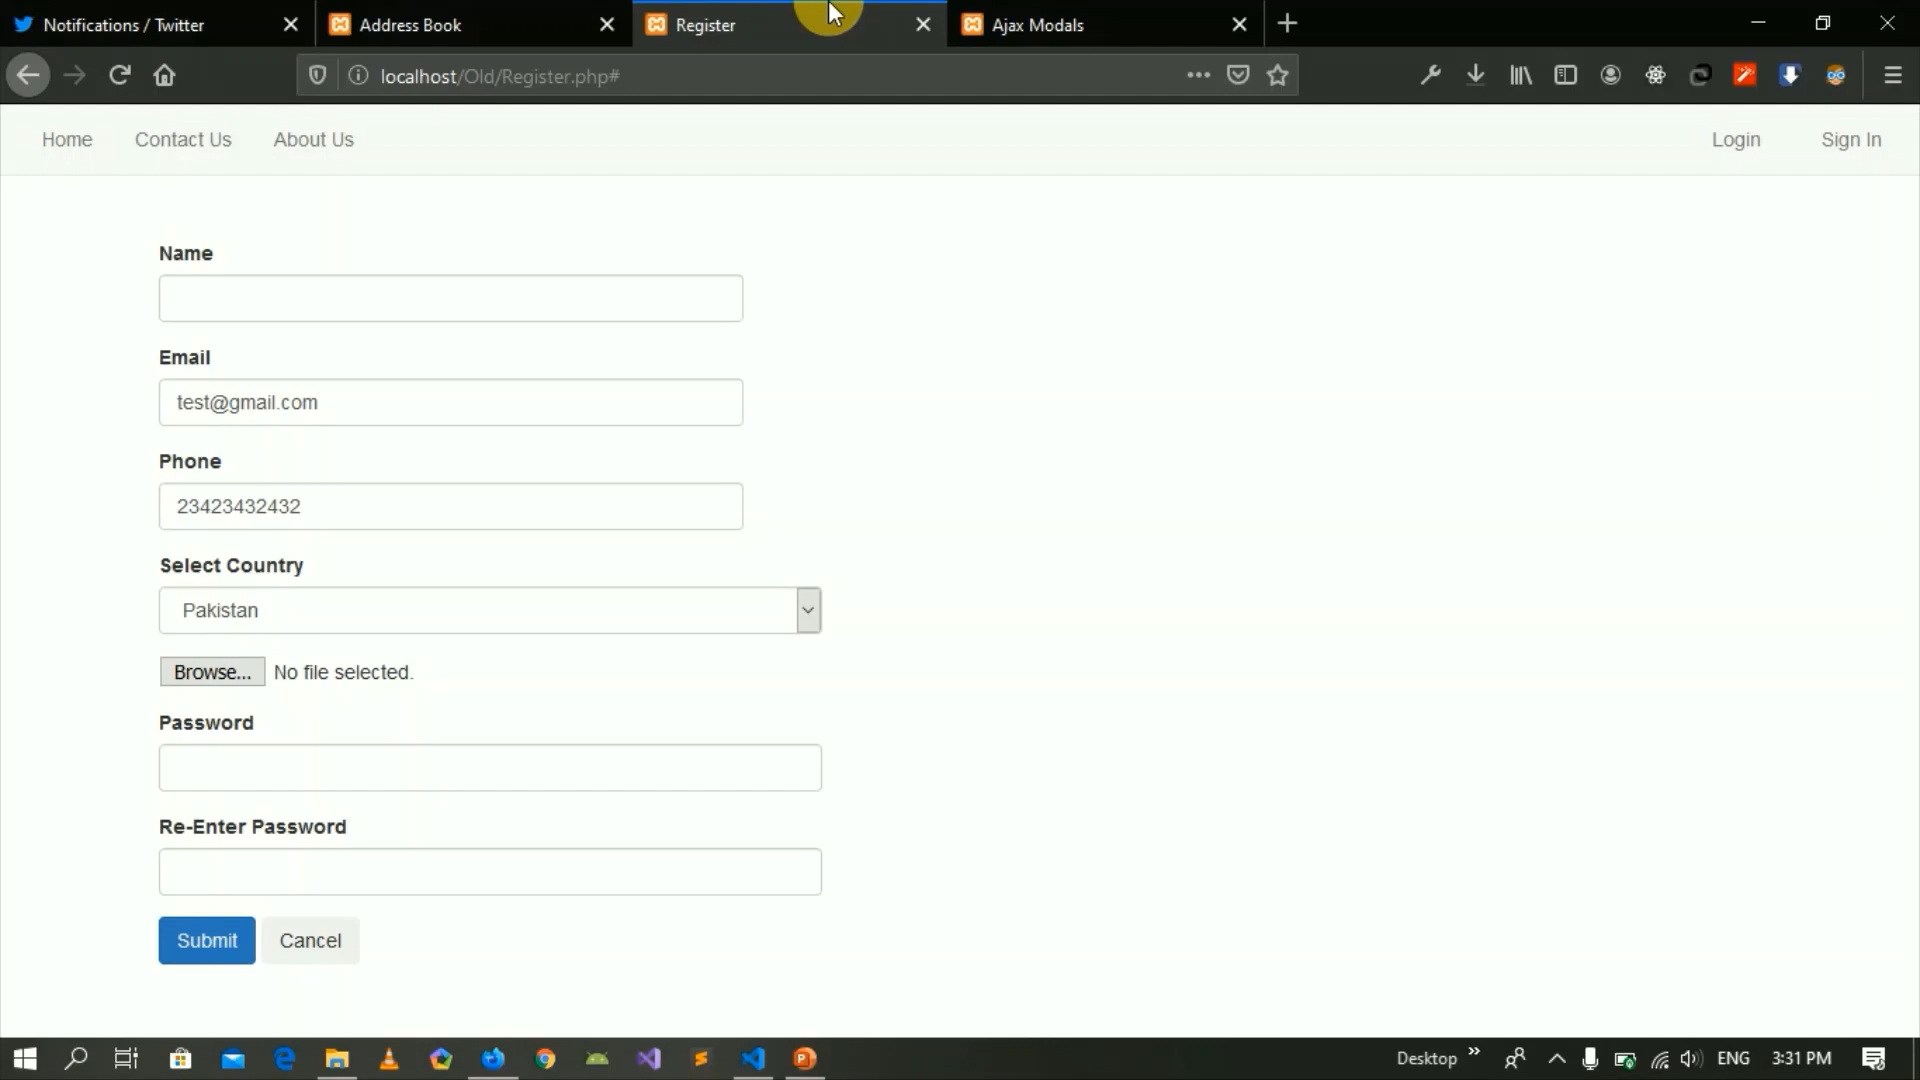 Notifications / Twitter
Address Book
Register
Ajax Modals
localhost/Old/Register.php#
Home
Contact Us
About Us
Login
Sign In
Name
Email
test@gmail.com
Phone
23423432432
Select Country
Pakistan
Browse... No file selected.
Password
Re-Enter Password
Submit
Cancel
Desktop
ENG
3:31 PM